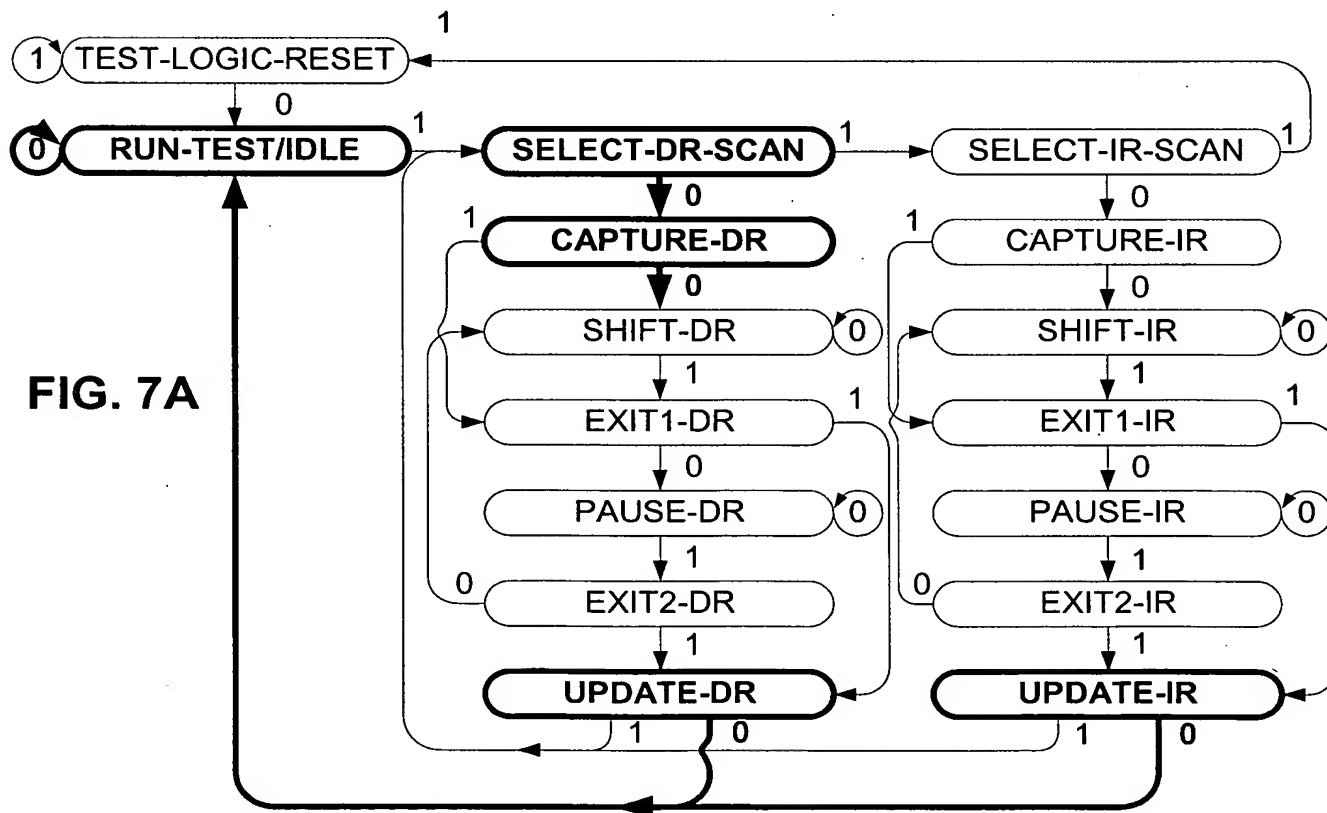 1
1 TEST-LOGIC-RESET
0
0 RUN-TEST/IDLE 1 SELECT-DR-SCAN 1 SELECT-IR-SCAN 1
0 0
1 CAPTURE-DR 1 CAPTURE-IR
0 0
SHIFT-DR 0 SHIFT-IR 0
1 1
FIG. 7A
EXIT1-DR 1 EXIT1-IR 1
0 0
PAUSE-DR 0 PAUSE-IR 0
1 1
0 EXIT2-DR 0 EXIT2-IR
1 1
UPDATE-DR UPDATE-IR
1 0 1 0